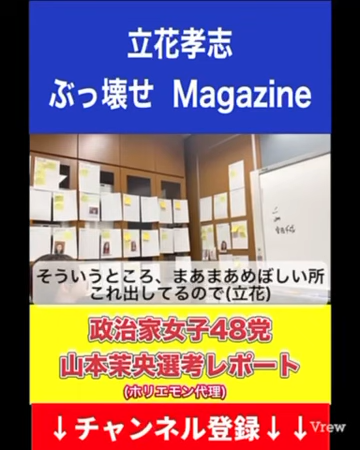 立花孝志
ぶっ壊せ Magazine
そういうところ、まあまあめぼしい所
これ出してるので(立花)
政治家女子48党
山本茉央選考レポート
(ホリエモン代理)
↓チャンネル登録↓↓
Vrew